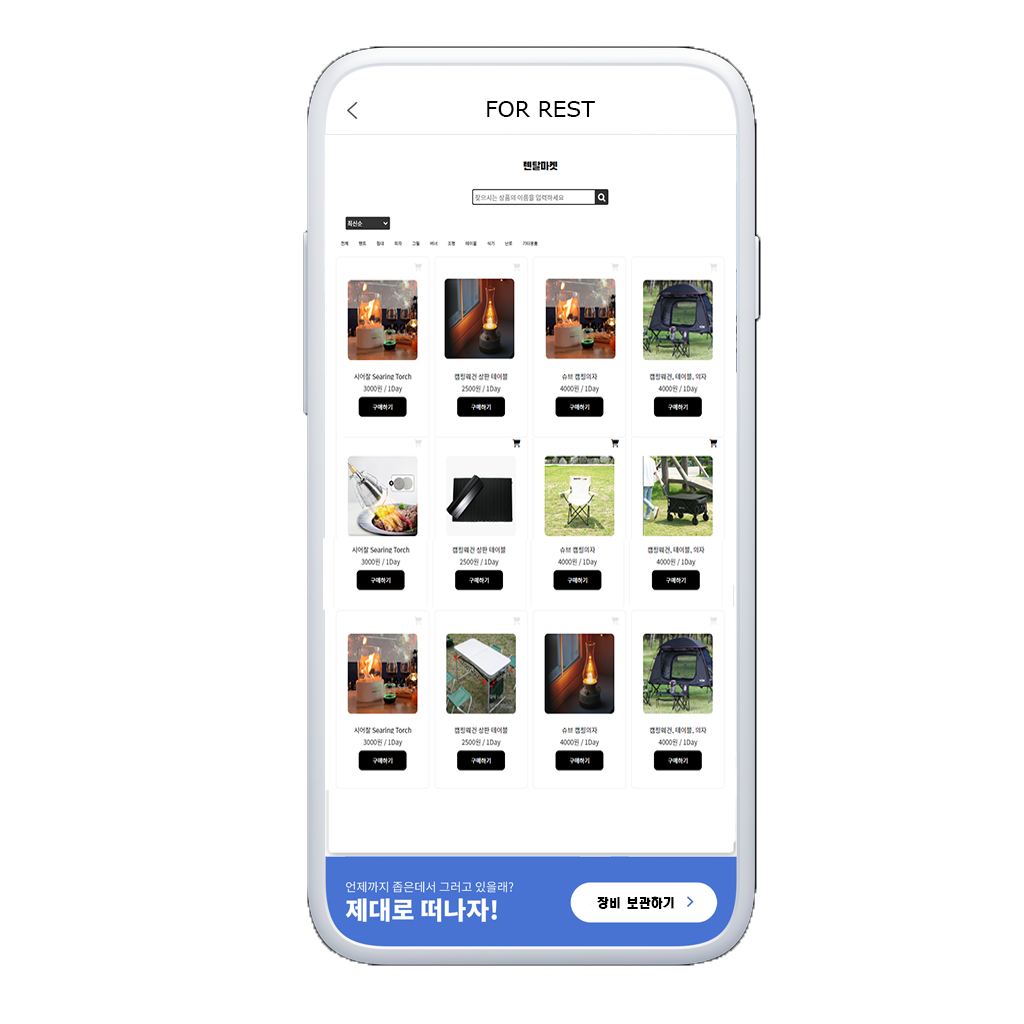 FOR REST
렌탈마켓
찾으시는 상품의 이름을 입력하세요
최신순
전체 텐트 침대 의자 그릴 버너 조명 테이블 식기 난로 기타용품
시어잘 Searing Torch 캠핑웨건 상판 테이블 슈브 캠핑의자 캠핑웨건, 테이블, 의자
3000원 / 1Day 2500원 / 1Day 4000원 / 1Day 4000원 / 1Day
구매하기 구매하기 구매하기 구매하기
시어잘 Searing Torch 캠핑웨건 상판 테이블 슈브 캠핑의자 캠핑웨건, 테이블, 의자
3000원 / 1Day 2500원 / 1Day 4000원 / 1Day 4000원 / 1Day
구매하기 구매하기 구매하기 구매하기
시어잘 Searing Torch 캠핑웨건 상판 테이블 슈브 캠핑의자 캠핑웨건, 테이블, 의자
3000원 / 1Day 2500원 / 1Day 4000원 / 1Day 4000원 / 1Day
구매하기 구매하기 구매하기 구매하기
언제까지 좁은데서 그러고 있을래?
제대로 떠나자!
장비 보관하기